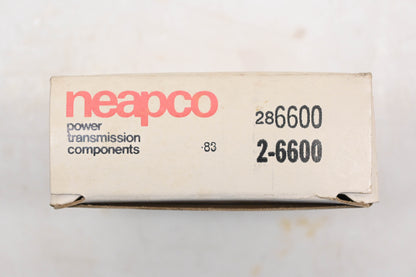 neapco
power
transmission
components
-83
286600
2-6600